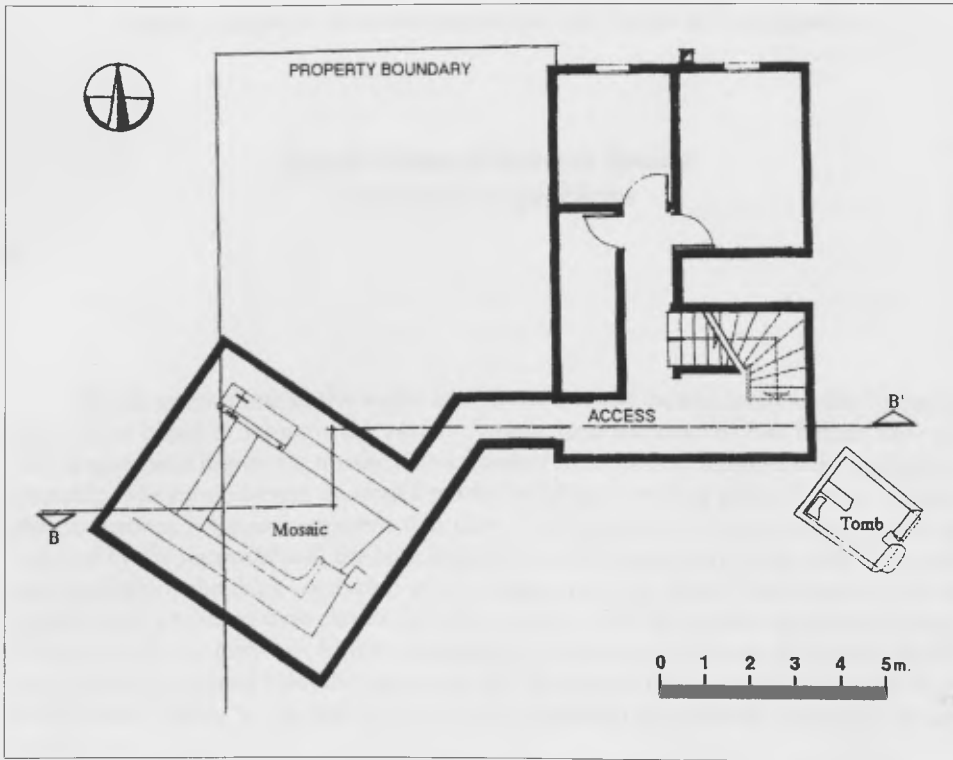 PROPERTY BOUNDARY
ACCESS
B'
B
Mosaic
Tomb
0 1 2 3 4 5m.